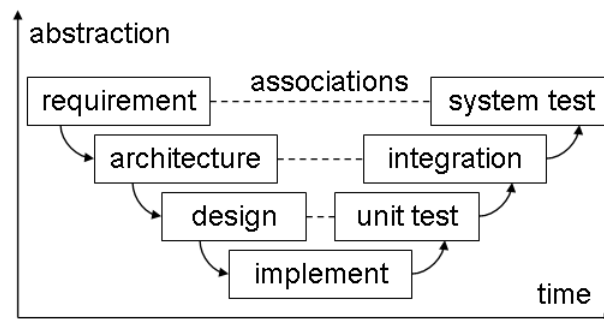 abstraction
associations
requirement
system test
architecture
integration
design
unit test
implement
time